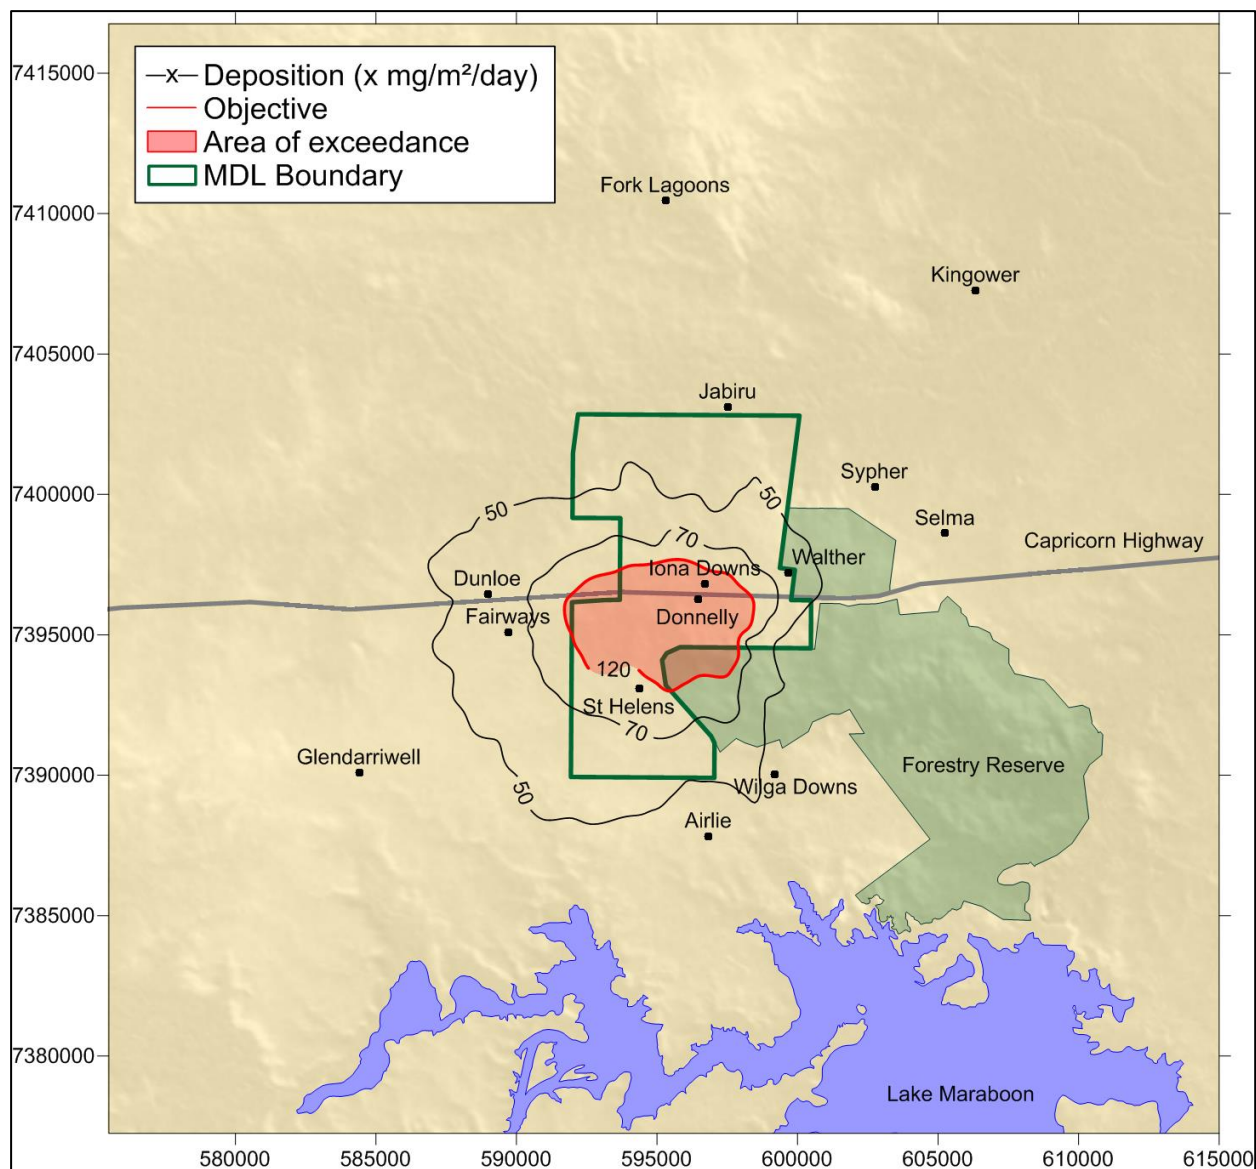 7415000
—x— Deposition (x mg/m²/day)
Objective
Area of exceedance
MDL Boundary
Fork Lagoons
7410000
Kingower
7405000
Jabiru
Sypher
7400000
50
50
Selma
70
Capricorn Highway
Walther
Iona Downs
Dunloe
Fairways
Donnelly
7395000
120
St Helens
70
Glendarriwell
Forestry Reserve
7390000
50
Wilga Downs
Airlie
7385000
7380000
Lake Maraboon
580000 585000 590000 595000 600000 605000 610000 615000